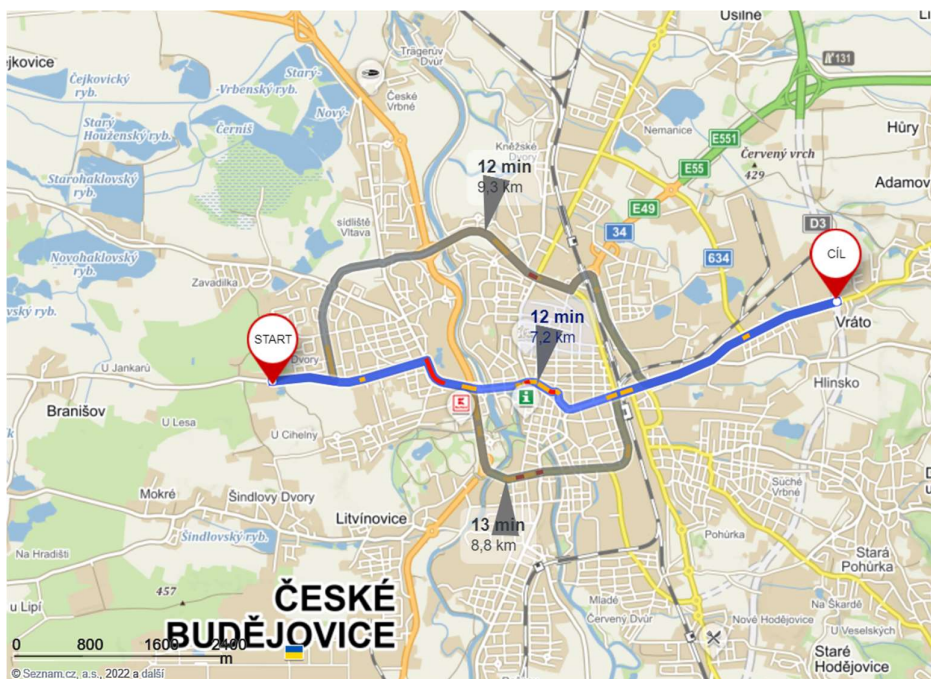 Úsilné
ejkovice
Tragerův
Dvůr
131
Čejkovický
ryb.
Starý-
-Vrbenský ryb.
České
Vrbné
Nový-
Starý
Houženský ryb.
Černiš
E551
Nemanice
Hůry
Kněžské
Dvory
Červený vrch
429
12 min
9,3 km
E55
Starohaklovský
ryb.
Adamov
E49
sídliště
Vltava
34
D3
Novohaklovský
ryb.
634
CÍL
Zavadilka
vský ryb.
12 min
7,2 km
Vráto
START
Dvory
U Jankarů
Hlinsko
Branišov
U Lesa
U Cihelny
Suché
Vrbné
Mokré
Šindlovy Dvory
Litvínovice
13 min
8,8 km
Šindlovský ryb.
Pohůrka
Na Hradišti
Stará
Pohůrka
457
u Lipí
Mladé
Červený Dvůr
Na Škardě
Nové Hodějovice
U Veselských
ČESKÉ
BUDĚJOVICE
0 800 1600 2400
m
Staré
Hodějovice
© Seznam.cz, a.s., 2022 a další